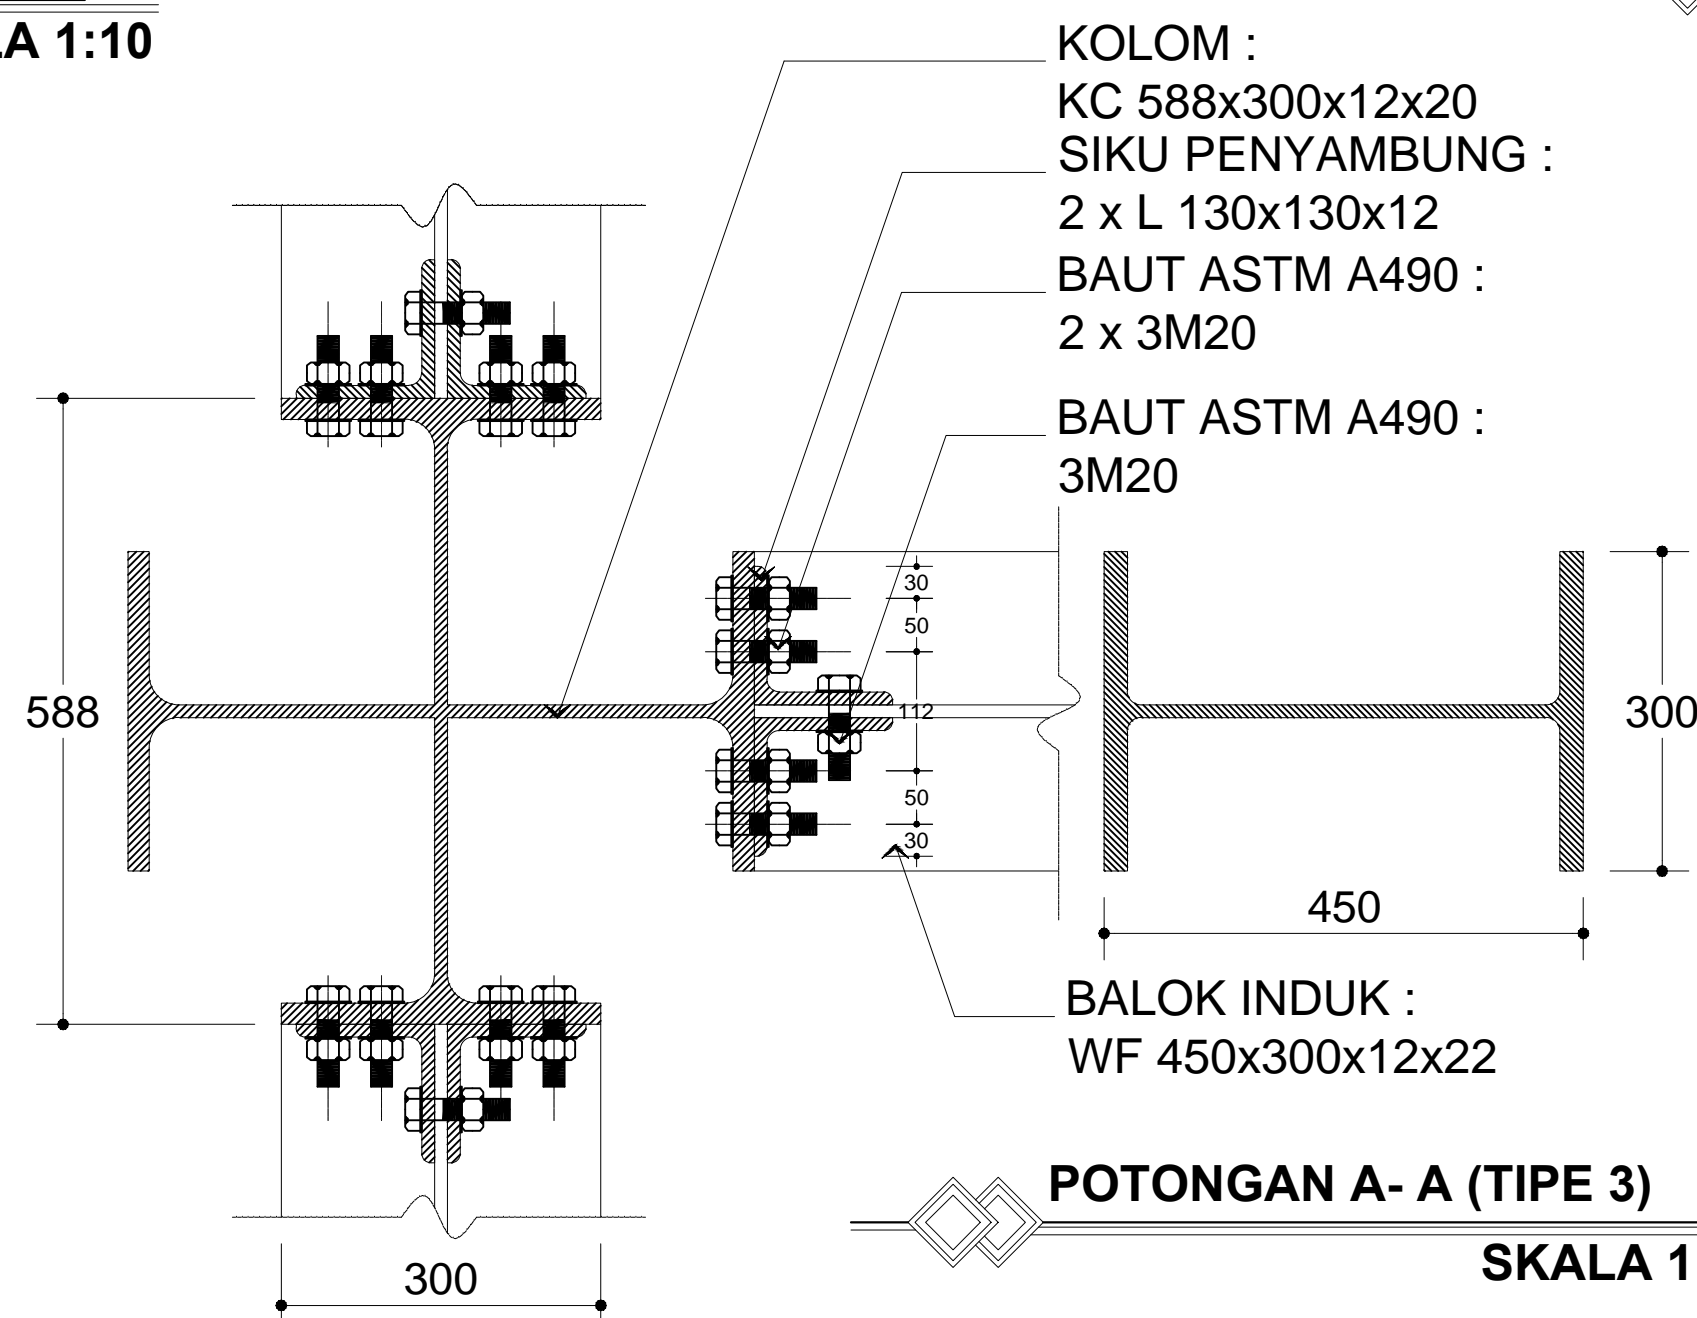 LA 1:10
KOLOM :
KC 588x300x12x20
SIKU PENYAMBUNG :
2 x L 130x130x12
BAUT ASTM A490 :
2 x 3M20
BAUT ASTM A490 :
3M20
30
50
112
50
30
588
300
450
BALOK INDUK :
WF 450x300x12x22
POTONGAN A- A (TIPE 3)
SKALA 1
300